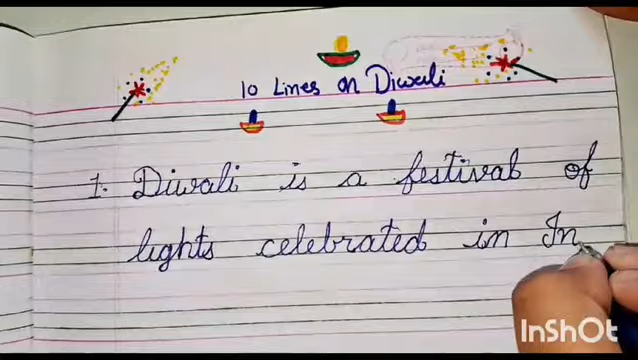 10 Lines on Diwali
1. Diwali is a festival of
lights celebrated in In
InShOt